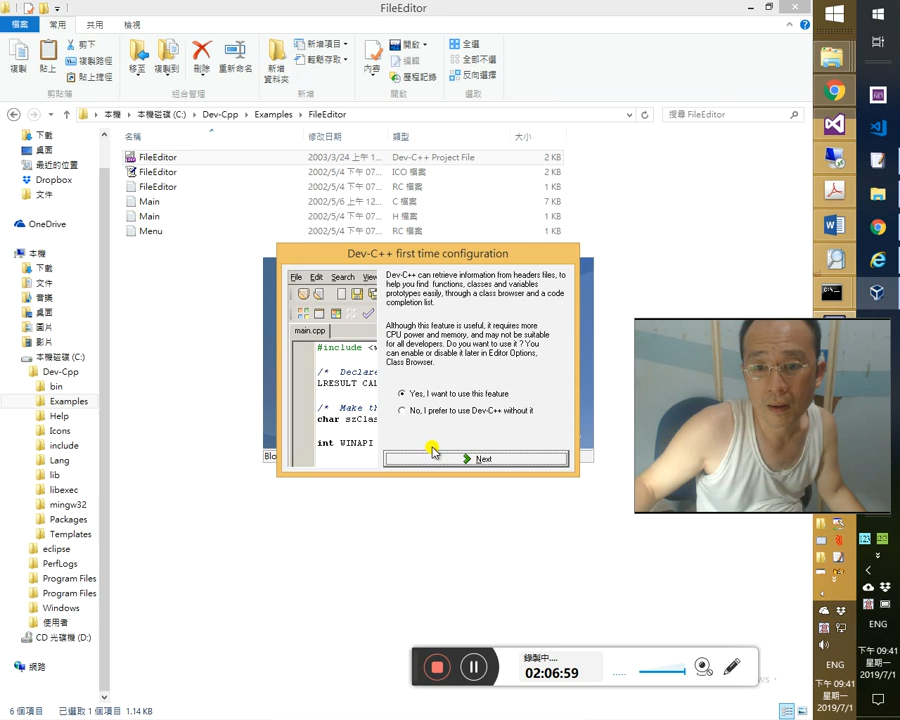 FileEditor
檔案
常用
共用
檢視
複製
貼上
剪下
複製路徑
貼上捷徑
剪貼簿
移至
複製到
刪除
重新命名
組合管理
新增
資料夾
新增項目
輕鬆存取
新增
內容
開啟
編輯
歷程記錄
開啟
全選
全部不選
反向選擇
選取
本機 本機磁碟 (C:) Dev-Cpp Examples FileEditor
搜尋 FileEditor
名稱 修改日期 類型 大小
FileEditor 2003/3/24 上午 1... Dev-C++ Project File 2 KB
FileEditor 2002/5/4 下午 07... ICO 檔案 2 KB
FileEditor 2002/5/4 下午 07... RC 檔案 1 KB
Main 2002/5/6 上午 12... C 檔案 7 KB
Main 2002/5/4 下午 07... H 檔案 1 KB
Menu 2002/5/4 下午 07... RC 檔案 1 KB
下載
桌面
最近的位置
Dropbox
文件
OneDrive
本機
下載
文件
音樂
桌面
圖片
影片
本機磁碟 (C:)
Dev-Cpp
bin
Examples
Help
Icons
include
Lang
lib
libexec
mingw32
Packages
Templates
eclipse
PerfLogs
Program Files
Program Files
Windows
使用者
CD 光碟機 (D:)
網路
Dev-C++ first time configuration
File Edit Search View
main.cpp
#include <w
/* Declare
LRESULT CAL
/* Make th
char szClas
int WINAPI
Dev-C++ can retrieve information from headers files, to
help you find functions, classes and variables
prototypes easily, through a class browser and a code
completion list.
Although this feature is useful, it requires more
CPU power and memory, and may not be suitable
for all developers. Do you want to use it ? You
can enable or disable it later in Editor Options,
Class Browser.
Yes, I want to use this feature
No, I prefer to use Dev-C++ without it
Next
Blo
錄製中....
02:06:59
6 個項目 已選取 1 個項目 1.14 KB
ENG
下午 09:41
星期一
2019/7/1
ENG
下午 09:41
星期一
2019/7/1